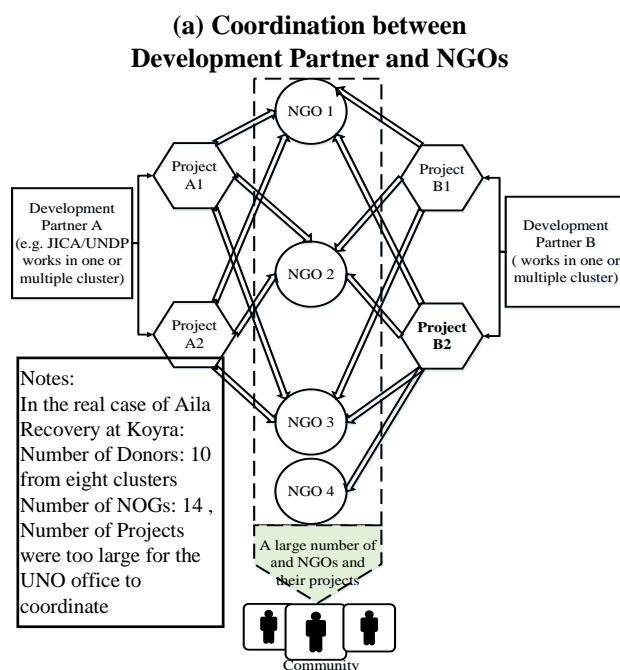 (a) Coordination between
Development Partner and NGOs
NGO 1
Project
A1
Project
B1
Development
Partner A
(e.g. JICA/UNDP
works in one or
multiple cluster)
Development
Partner B
( works in one or
multiple cluster)
NGO 2
Project
A2
Project
B2
Notes:
In the real case of Aila
Recovery at Koyra:
Number of Donors: 10
from eight clusters
Number of NOGs: 14 ,
Number of Projects
were too large for the
UNO office to
coordinate
NGO 3
NGO 4
A large number of
and NGOs and
their projects
Community